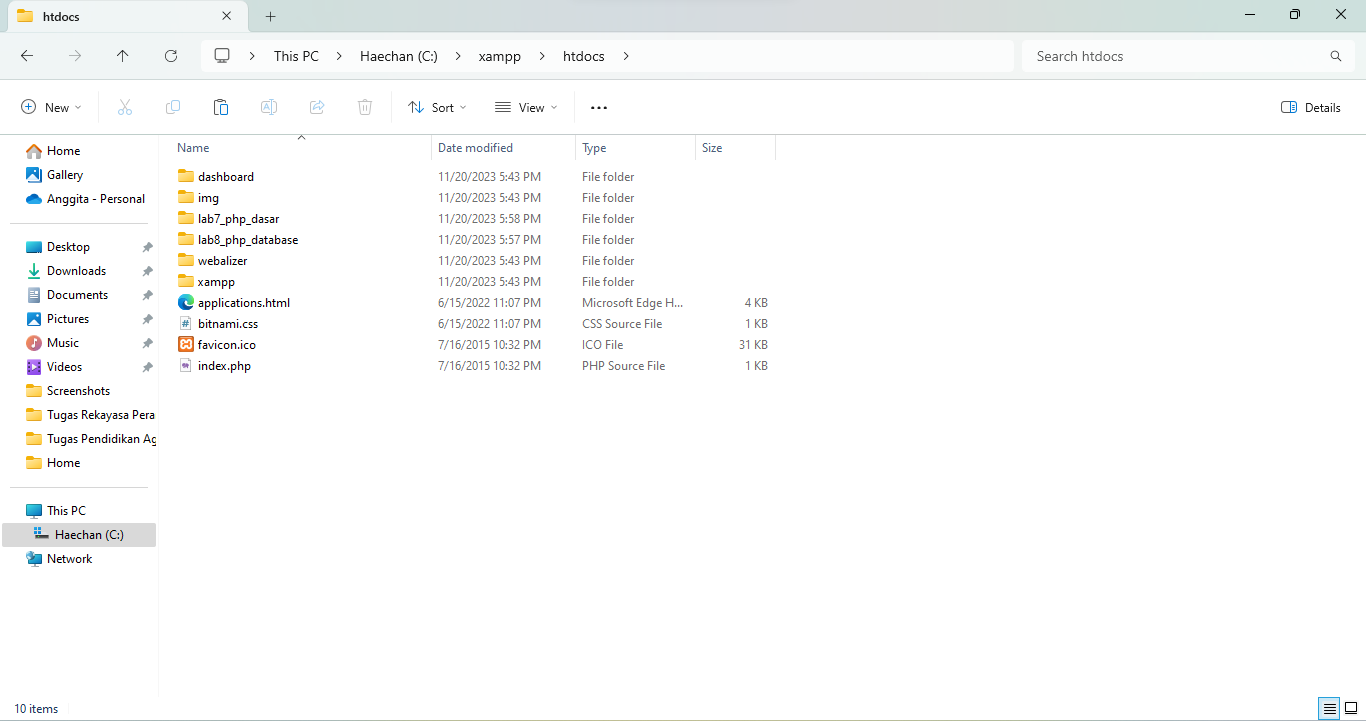 htdocs
This PC > Haechan (C:) > xampp > htdocs >
Search htdocs
New
Sort
View
Details
Name Date modified Type Size
dashboard 11/20/2023 5:43 PM File folder
img 11/20/2023 5:43 PM File folder
lab7_php_dasar 11/20/2023 5:58 PM File folder
lab8_php_database 11/20/2023 5:57 PM File folder
webalizer 11/20/2023 5:43 PM File folder
xampp 11/20/2023 5:43 PM File folder
applications.html 6/15/2022 11:07 PM Microsoft Edge H... 4 KB
bitnami.css 6/15/2022 11:07 PM CSS Source File 1 KB
favicon.ico 7/16/2015 10:32 PM ICO File 31 KB
index.php 7/16/2015 10:32 PM PHP Source File 1 KB
Home
Gallery
Anggita - Personal
Desktop
Downloads
Documents
Pictures
Music
Videos
Screenshots
Tugas Rekayasa Pera
Tugas Pendidikan Ag
Home
This PC
Haechan (C:)
Network
10 items